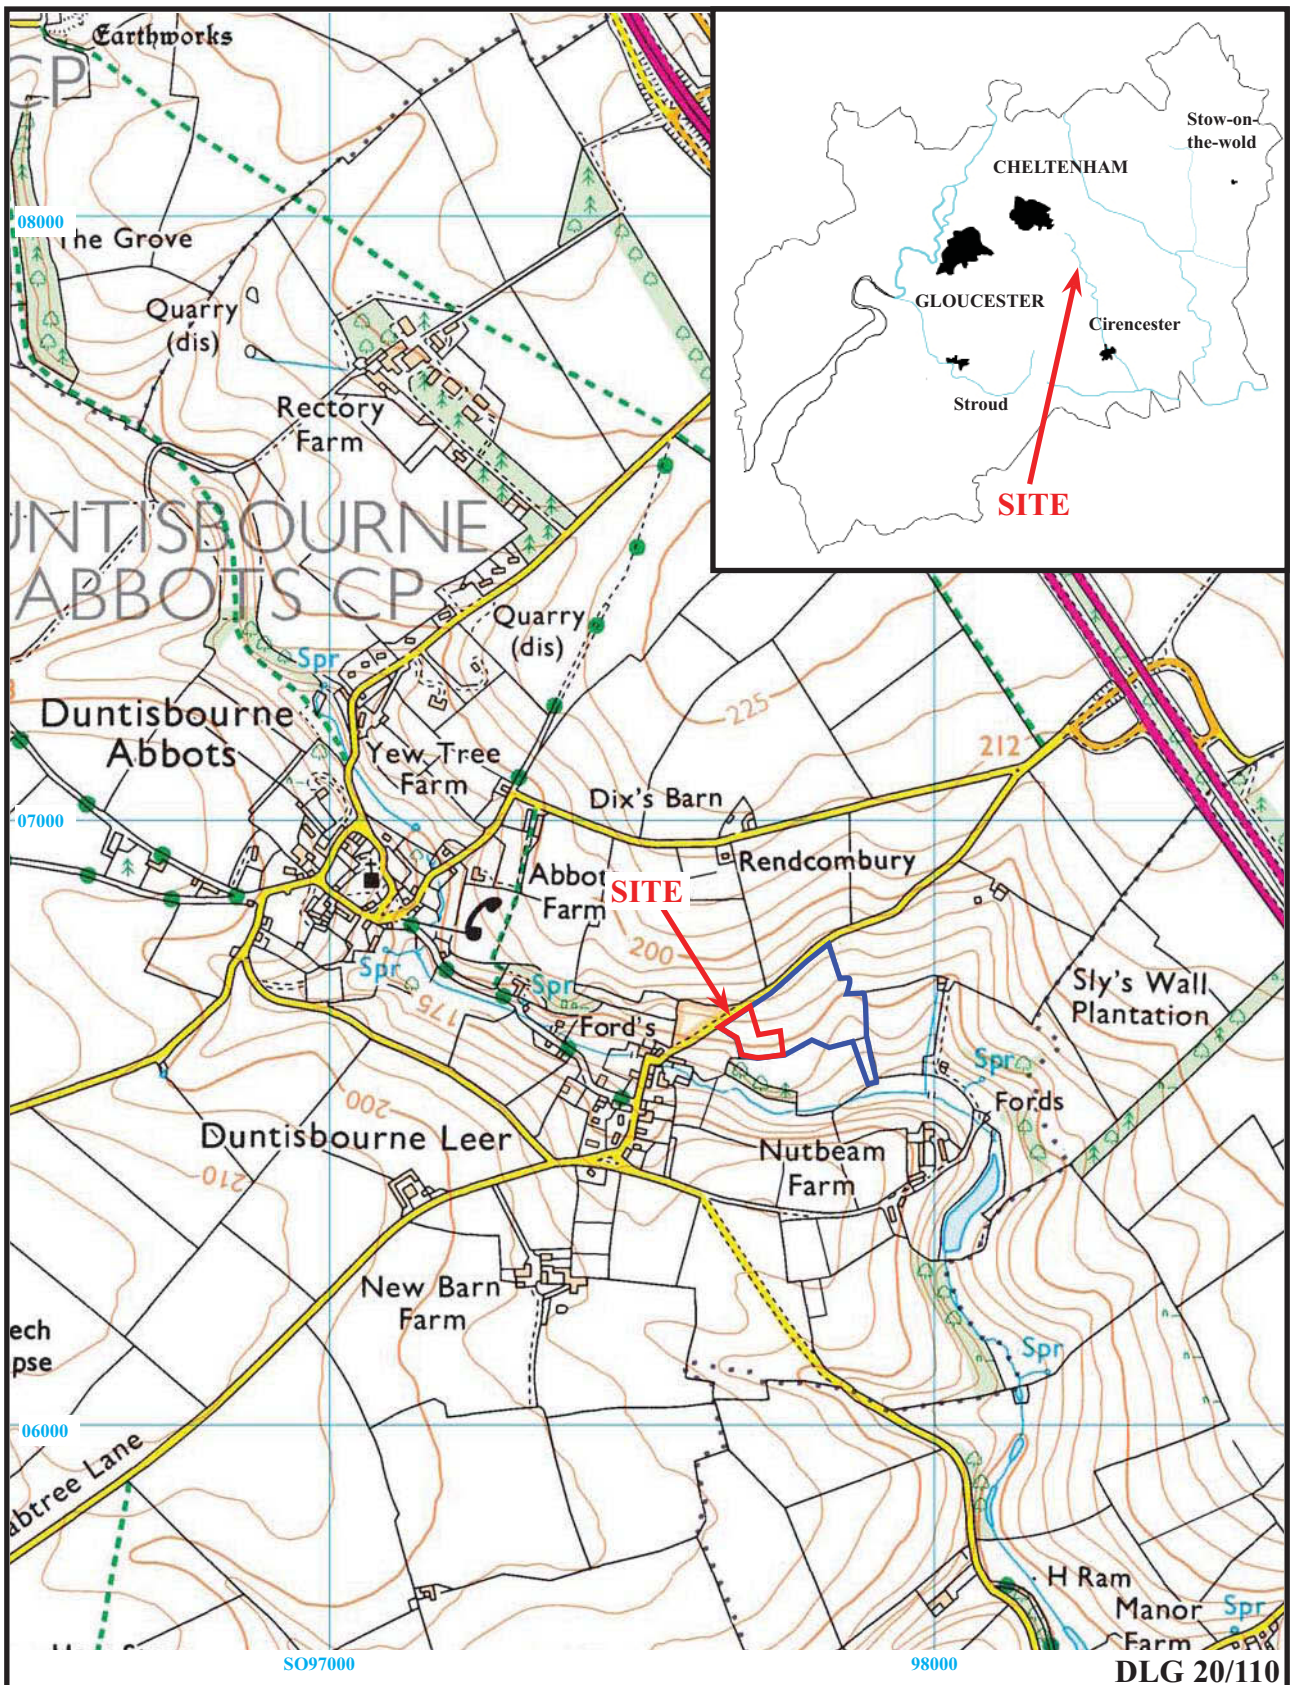 Earthworks
CP
08000
The Grove
Quarry
(dis)
Rectory
Farm
Stow-on-
the-wold
CHELTENHAM
GLOUCESTER
Cirencester
Stroud
SITE
UNTISBOURNE
ABBOTS CP
Quarry
(dis)
Spr
Duntisbourne
Abbots
Yew Tree
Farm
225
212
07000
Dix's Barn
Rendcombury
Abbot
Farm
SITE
200
Spr
Spr
175
Ford's
Sly's Wall
Plantation
Spr
Fords
200
Duntisbourne Leer
210
Nutbeam
Farm
New Barn
Farm
ech
pse
Spr
06000
abtree Lane
H Ram
Manor
Farm
Spr
SO97000
98000
DLG 20/110